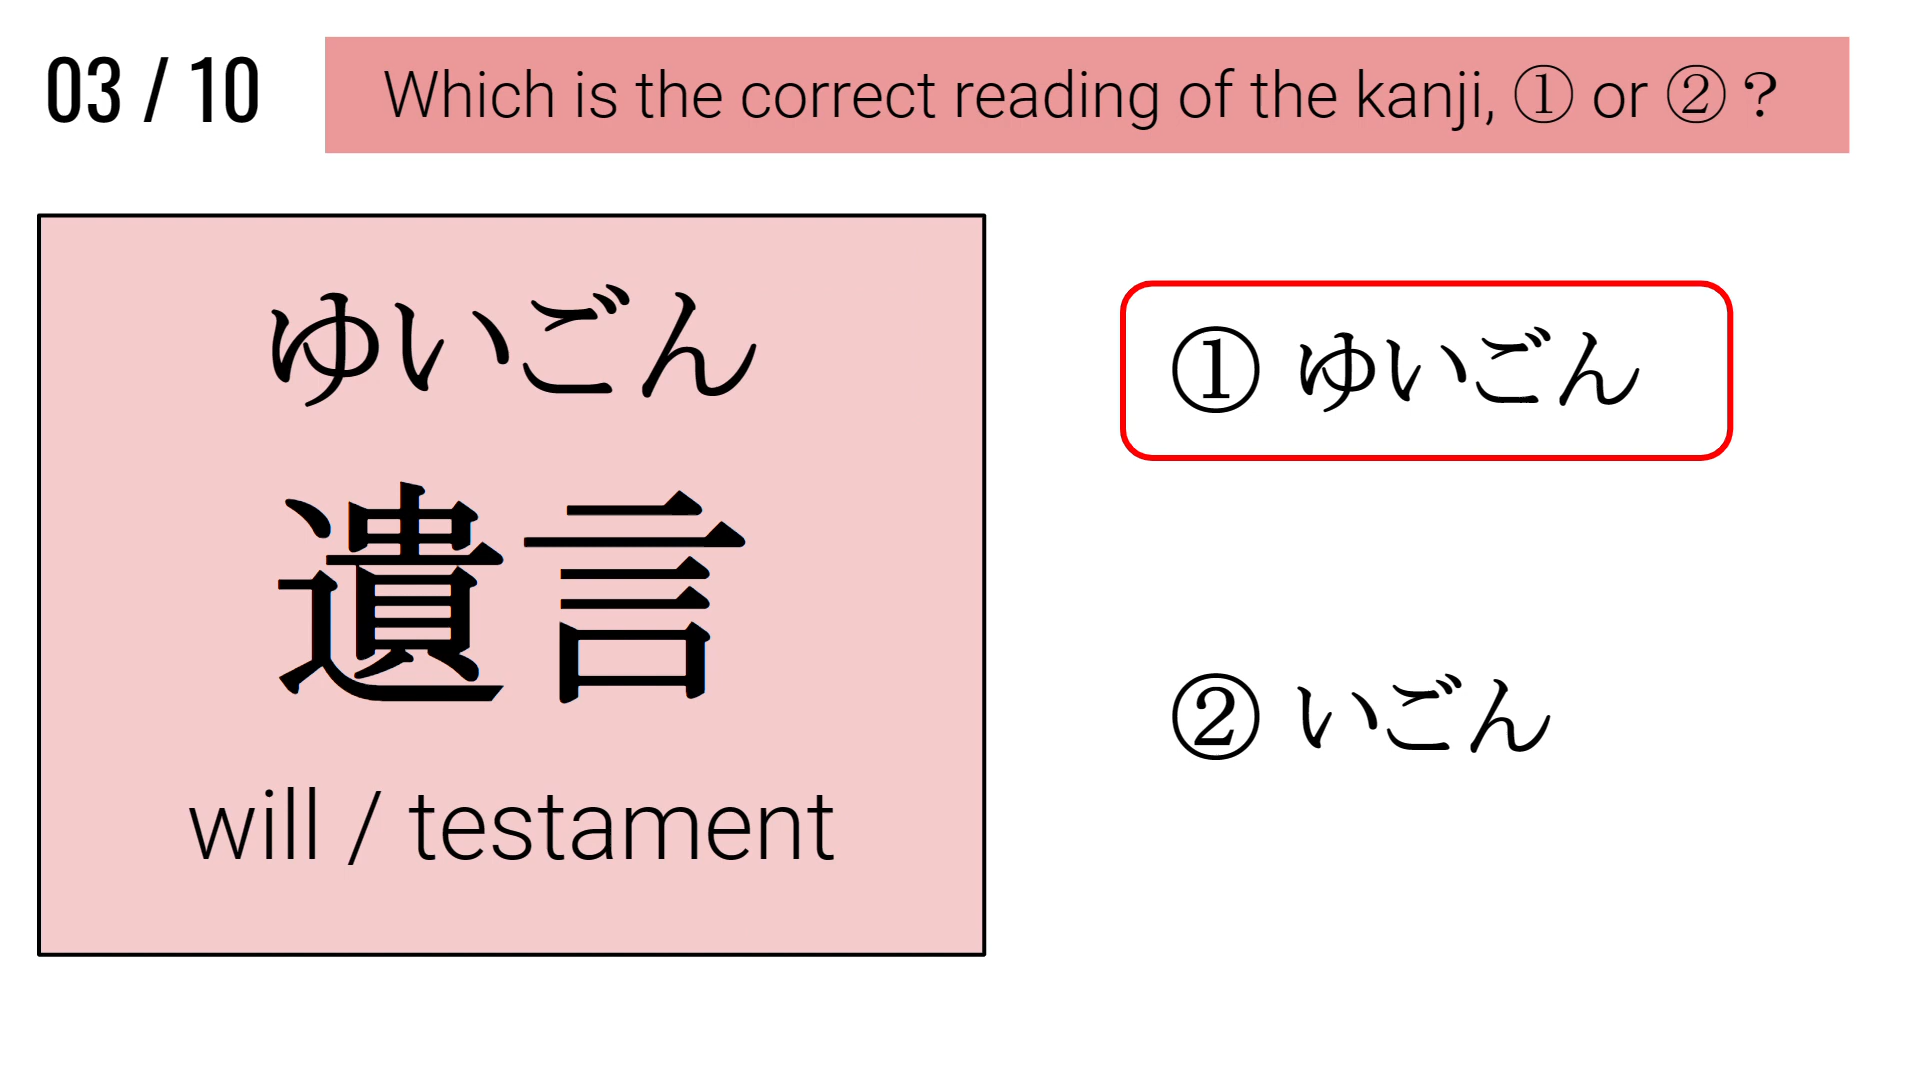 03 / 10
Which is the correct reading of the kanji, ① or ②？
ゆいごん
遺言
will / testament
① ゆいごん
② いごん